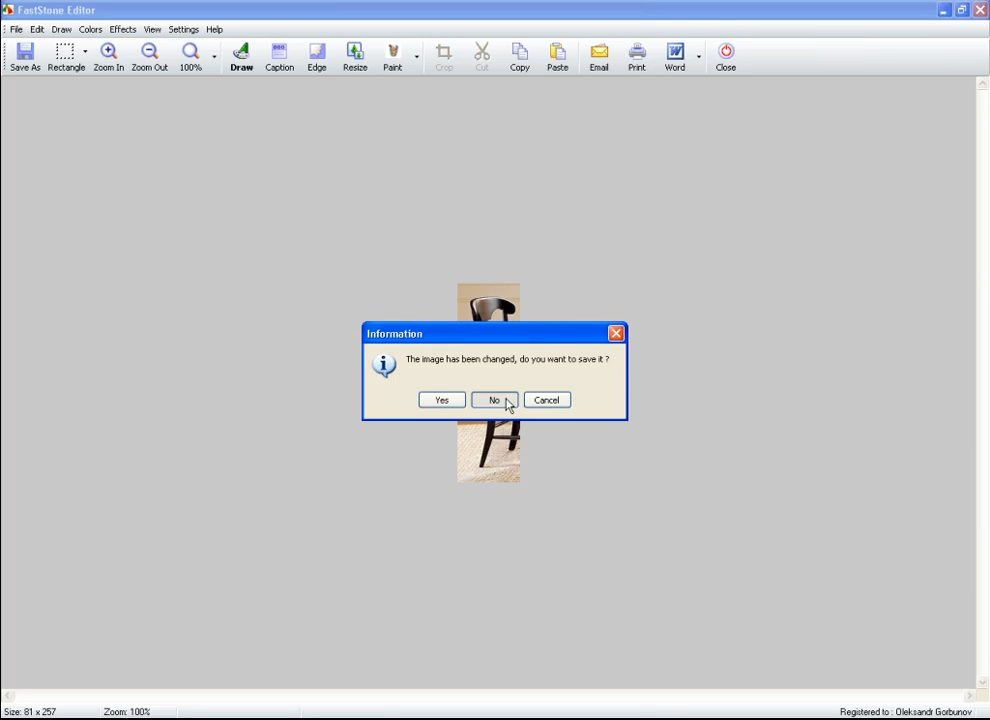 FastStone Editor
File Edit Draw Colors Effects View Settings Help
Save As Rectangle Zoom In Zoom Out 100% Draw Caption Edge Resize Paint Crop Cut Copy Paste Email Print Word Close
Information
The image has been changed, do you want to save it ?
Yes No Cancel
Size: 81 x 257 Zoom: 100% Registered to : Oleksandr Gorbunov